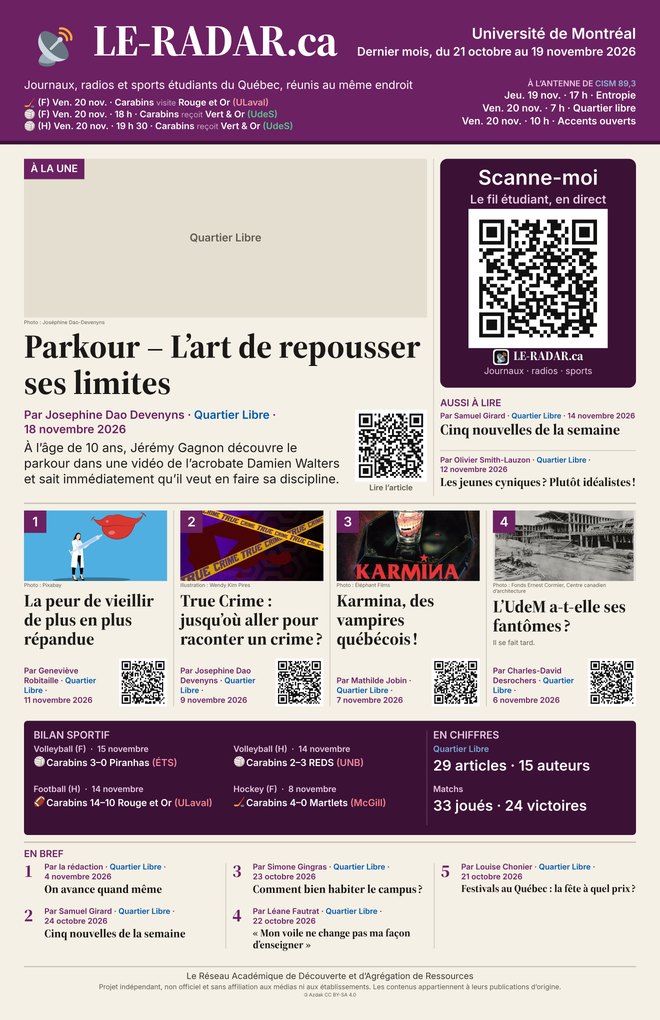 LE-RADAR.ca
Université de Montréal
Dernier mois, du 21 octobre au 19 novembre 2026
Journaux, radios et sports étudiants du Québec, réunis au même endroit
(F) Ven. 20 nov. · Carabins visite Rouge et Or (ULaval)
(F) Ven. 20 nov. · 18 h · Carabins reçoit Vert & Or (UdeS)
(H) Ven. 20 nov. · 19 h 30 · Carabins reçoit Vert & Or (UdeS)
À L'ANTENNE DE CISM 89,3
Jeu. 19 nov. · 17 h · Entropie
Ven. 20 nov. · 7 h · Quartier libre
Ven. 20 nov. · 10 h · Accents ouverts
À LA UNE
Quartier Libre
Photo : Joséphine Dao-Devenyns
Parkour – L'art de repousser
ses limites
Par Josephine Dao Devenyns · Quartier Libre ·
18 novembre 2026
À l'âge de 10 ans, Jérémy Gagnon découvre le
parkour dans une vidéo de l'acrobate Damien Walters
et sait immédiatement qu'il veut en faire sa discipline.
Lire l'article
Scanne-moi
Le fil étudiant, en direct
LE-RADAR.ca
Journaux · radios · sports
AUSSI À LIRE
Par Samuel Girard · Quartier Libre · 14 novembre 2026
Cinq nouvelles de la semaine
Par Olivier Smith-Lauzon · Quartier Libre ·
12 novembre 2026
Les jeunes cyniques ? Plutôt idéalistes !
1
Photo : Pixabay
La peur de vieillir
de plus en plus
répandue
Par Geneviève
Robitaille · Quartier
Libre ·
11 novembre 2026
2
TRUE CRIME TRUE CRIME
Illustration : Wendy Kim Pires
True Crime :
jusqu'où aller pour
raconter un crime ?
Par Josephine Dao
Devenyns · Quartier
Libre ·
9 novembre 2026
3
KARMINA
Photo : Éléphant Films
Karmina, des
vampires
québécois !
Par Mathilde Jobin ·
Quartier Libre ·
7 novembre 2026
4
Photo : Fonds Ernest Cormier, Centre canadien
d'architecture
L'UdeM a-t-elle ses
fantômes ?
Il se fait tard.
Par Charles-David
Desrochers · Quartier
Libre ·
6 novembre 2026
BILAN SPORTIF
Volleyball (F) · 15 novembre
Carabins 3–0 Piranhas (ÉTS)
Volleyball (H) · 14 novembre
Carabins 2–3 REDS (UNB)
Football (H) · 14 novembre
Carabins 14–10 Rouge et Or (ULaval)
Hockey (F) · 8 novembre
Carabins 4–0 Martlets (McGill)
EN CHIFFRES
Quartier Libre
29 articles · 15 auteurs
Matchs
33 joués · 24 victoires
EN BREF
1
Par la rédaction · Quartier Libre ·
4 novembre 2026
On avance quand même
2
Par Samuel Girard · Quartier Libre ·
24 octobre 2026
Cinq nouvelles de la semaine
3
Par Simone Gingras · Quartier Libre ·
23 octobre 2026
Comment bien habiter le campus ?
4
Par Léane Fautrat · Quartier Libre ·
22 octobre 2026
« Mon voile ne change pas ma façon
d'enseigner »
5
Par Louise Chonier · Quartier Libre ·
21 octobre 2026
Festivals au Québec : la fête à quel prix ?
Le Réseau Académique de Découverte et d'Agrégation de Ressources
Projet indépendant, non officiel et sans affiliation aux médias ni aux établissements. Les contenus appartiennent à leurs publications d'origine.
© Azdak CC BY-SA 4.0